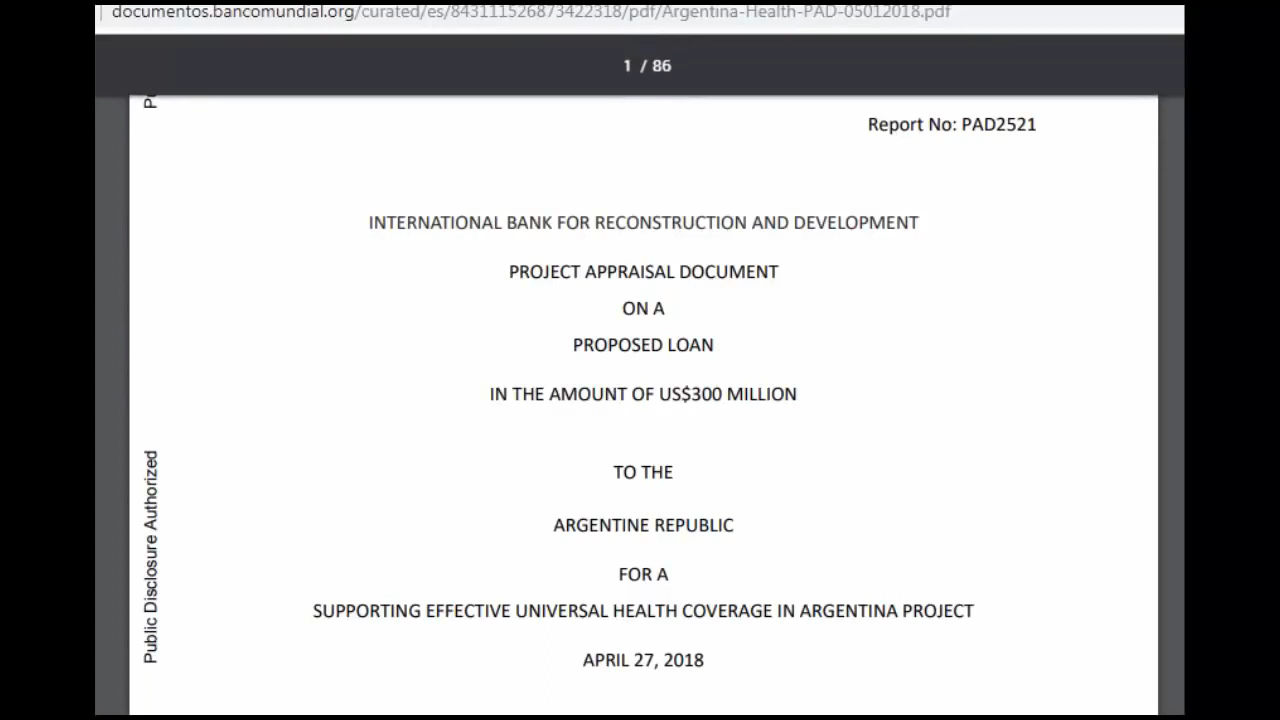 documentos.bancomundial.org/curated/es/843111526873422318/pdf/Argentina-Health-PAD-05012018.pdf
1 / 86
Report No: PAD2521
INTERNATIONAL BANK FOR RECONSTRUCTION AND DEVELOPMENT
PROJECT APPRAISAL DOCUMENT
ON A
PROPOSED LOAN
IN THE AMOUNT OF US$300 MILLION
TO THE
ARGENTINE REPUBLIC
FOR A
SUPPORTING EFFECTIVE UNIVERSAL HEALTH COVERAGE IN ARGENTINA PROJECT
APRIL 27, 2018
Public Disclosure Authorized